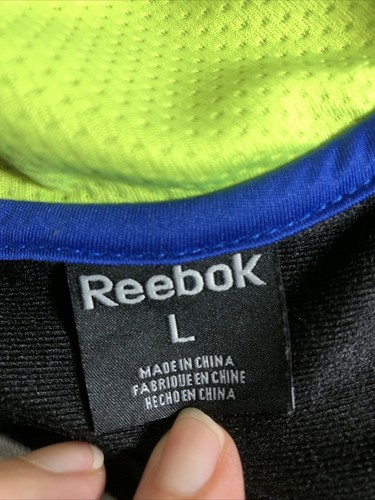 Reebok
L
MADE IN CHINA
FABRIQUE EN CHINE
HECHO EN CHINA